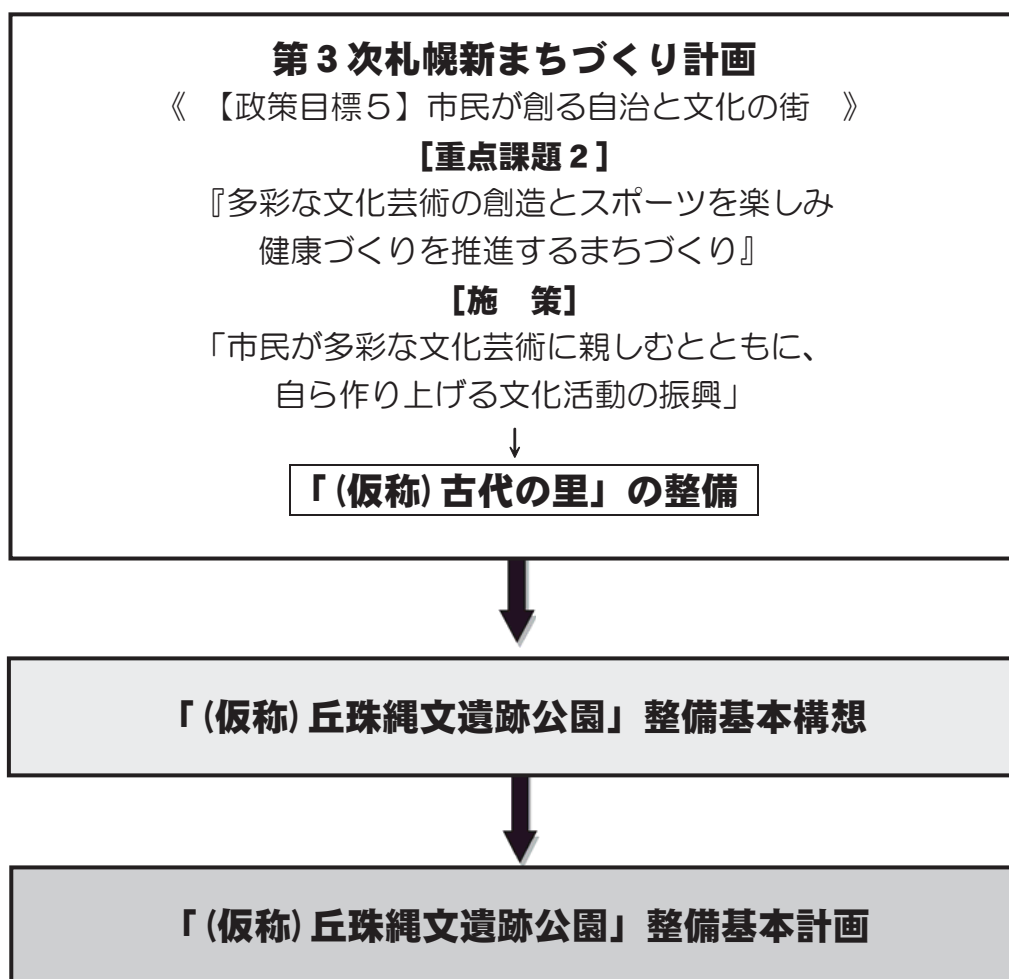 第3次札幌新まちづくり計画
《 【政策目標5】市民が創る自治と文化の街 》
[重点課題2]
『多彩な文化芸術の創造とスポーツを楽しみ
健康づくりを推進するまちづくり』
[施 策]
「市民が多彩な文化芸術に親しむとともに、
自ら作り上げる文化活動の振興」
↓
「(仮称)古代の里」の整備
「(仮称)丘珠縄文遺跡公園」整備基本構想
「(仮称)丘珠縄文遺跡公園」整備基本計画